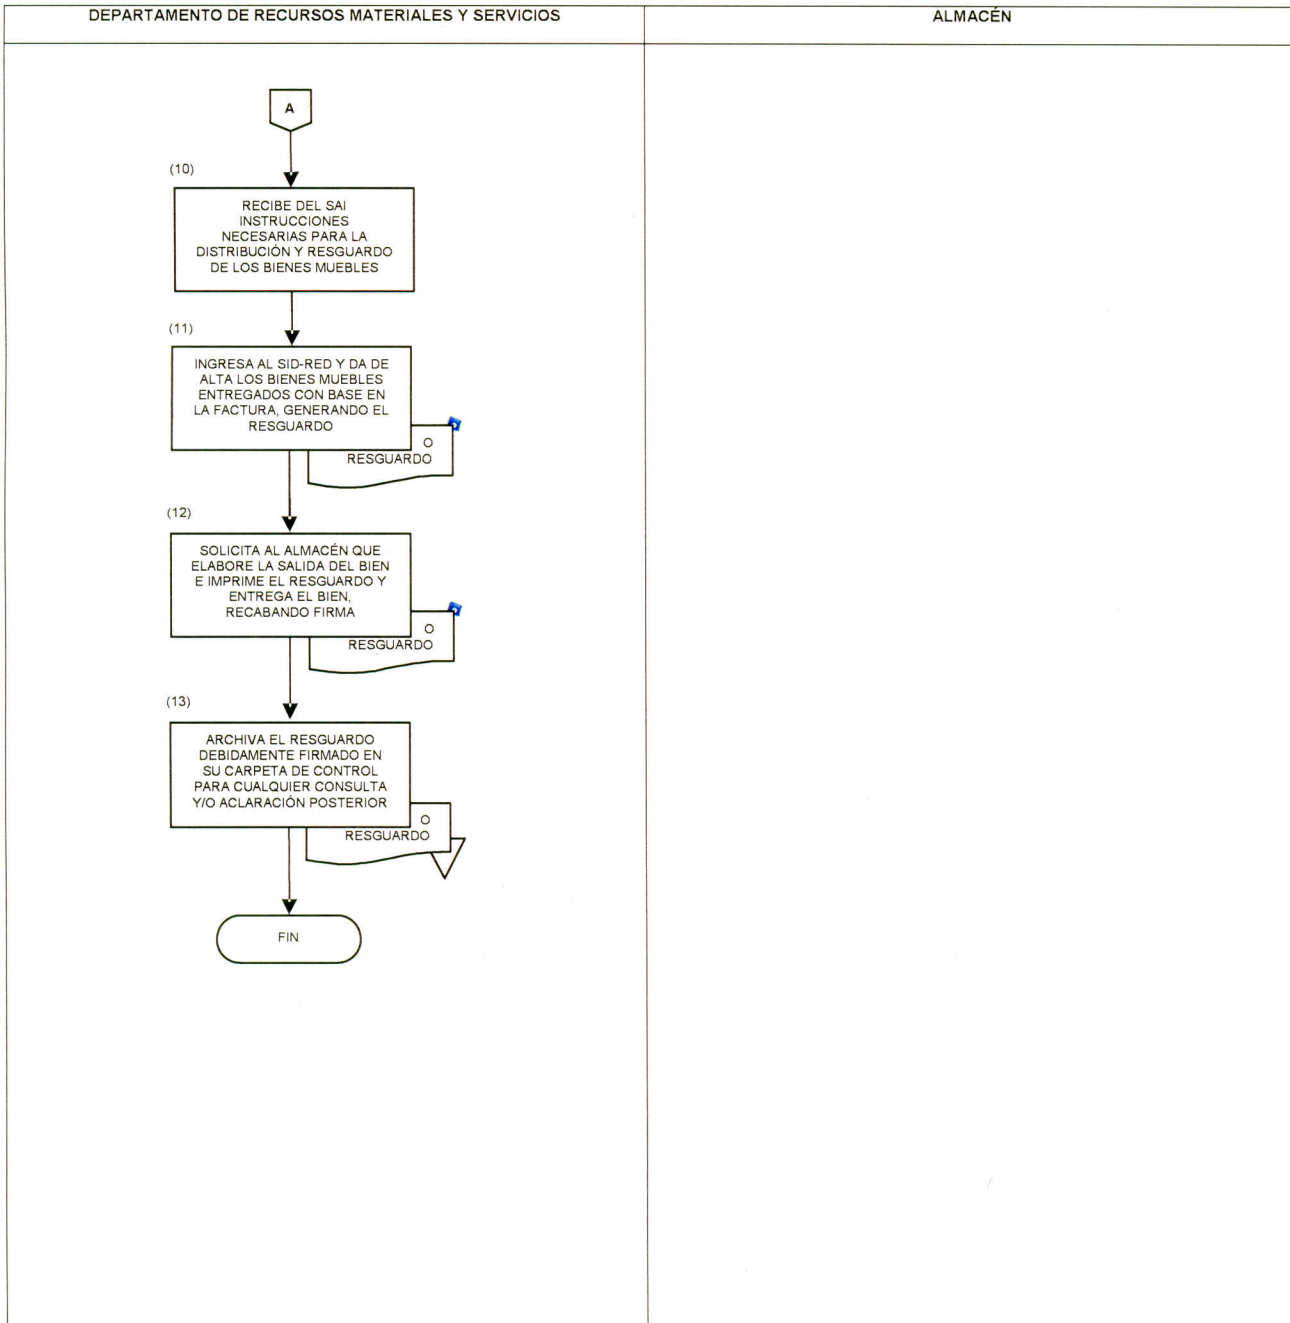 DEPARTAMENTO DE RECURSOS MATERIALES Y SERVICIOS
ALMACÉN
A
(10)
RECIBE DEL SAI
INSTRUCCIONES
NECESARIAS PARA LA
DISTRIBUCIÓN Y RESGUARDO
DE LOS BIENES MUEBLES
(11)
INGRESA AL SID-RED Y DA DE
ALTA LOS BIENES MUEBLES
ENTREGADOS CON BASE EN
LA FACTURA, GENERANDO EL
RESGUARDO
O
RESGUARDO
(12)
SOLICITA AL ALMACÉN QUE
ELABORE LA SALIDA DEL BIEN
E IMPRIME EL RESGUARDO Y
ENTREGA EL BIEN,
RECABANDO FIRMA
O
RESGUARDO
(13)
ARCHIVA EL RESGUARDO
DEBIDAMENTE FIRMADO EN
SU CARPETA DE CONTROL
PARA CUALQUIER CONSULTA
Y/O ACLARACIÓN POSTERIOR
O
RESGUARDO
FIN